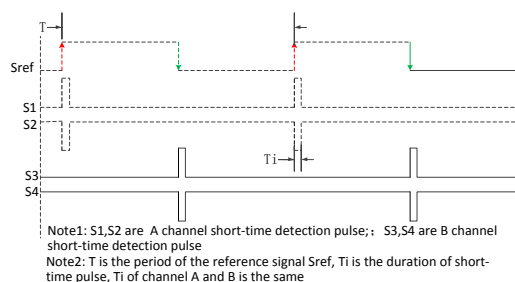 T
Sref
S1
S2
Ti
S3
S4
Note1: S1,S2 are A channel short-time detection pulse;; S3,S4 are B channel
short-time detection pulse
Note2: T is the period of the reference signal Sref, Ti is the duration of short-
time pulse, Ti of channel A and B is the same